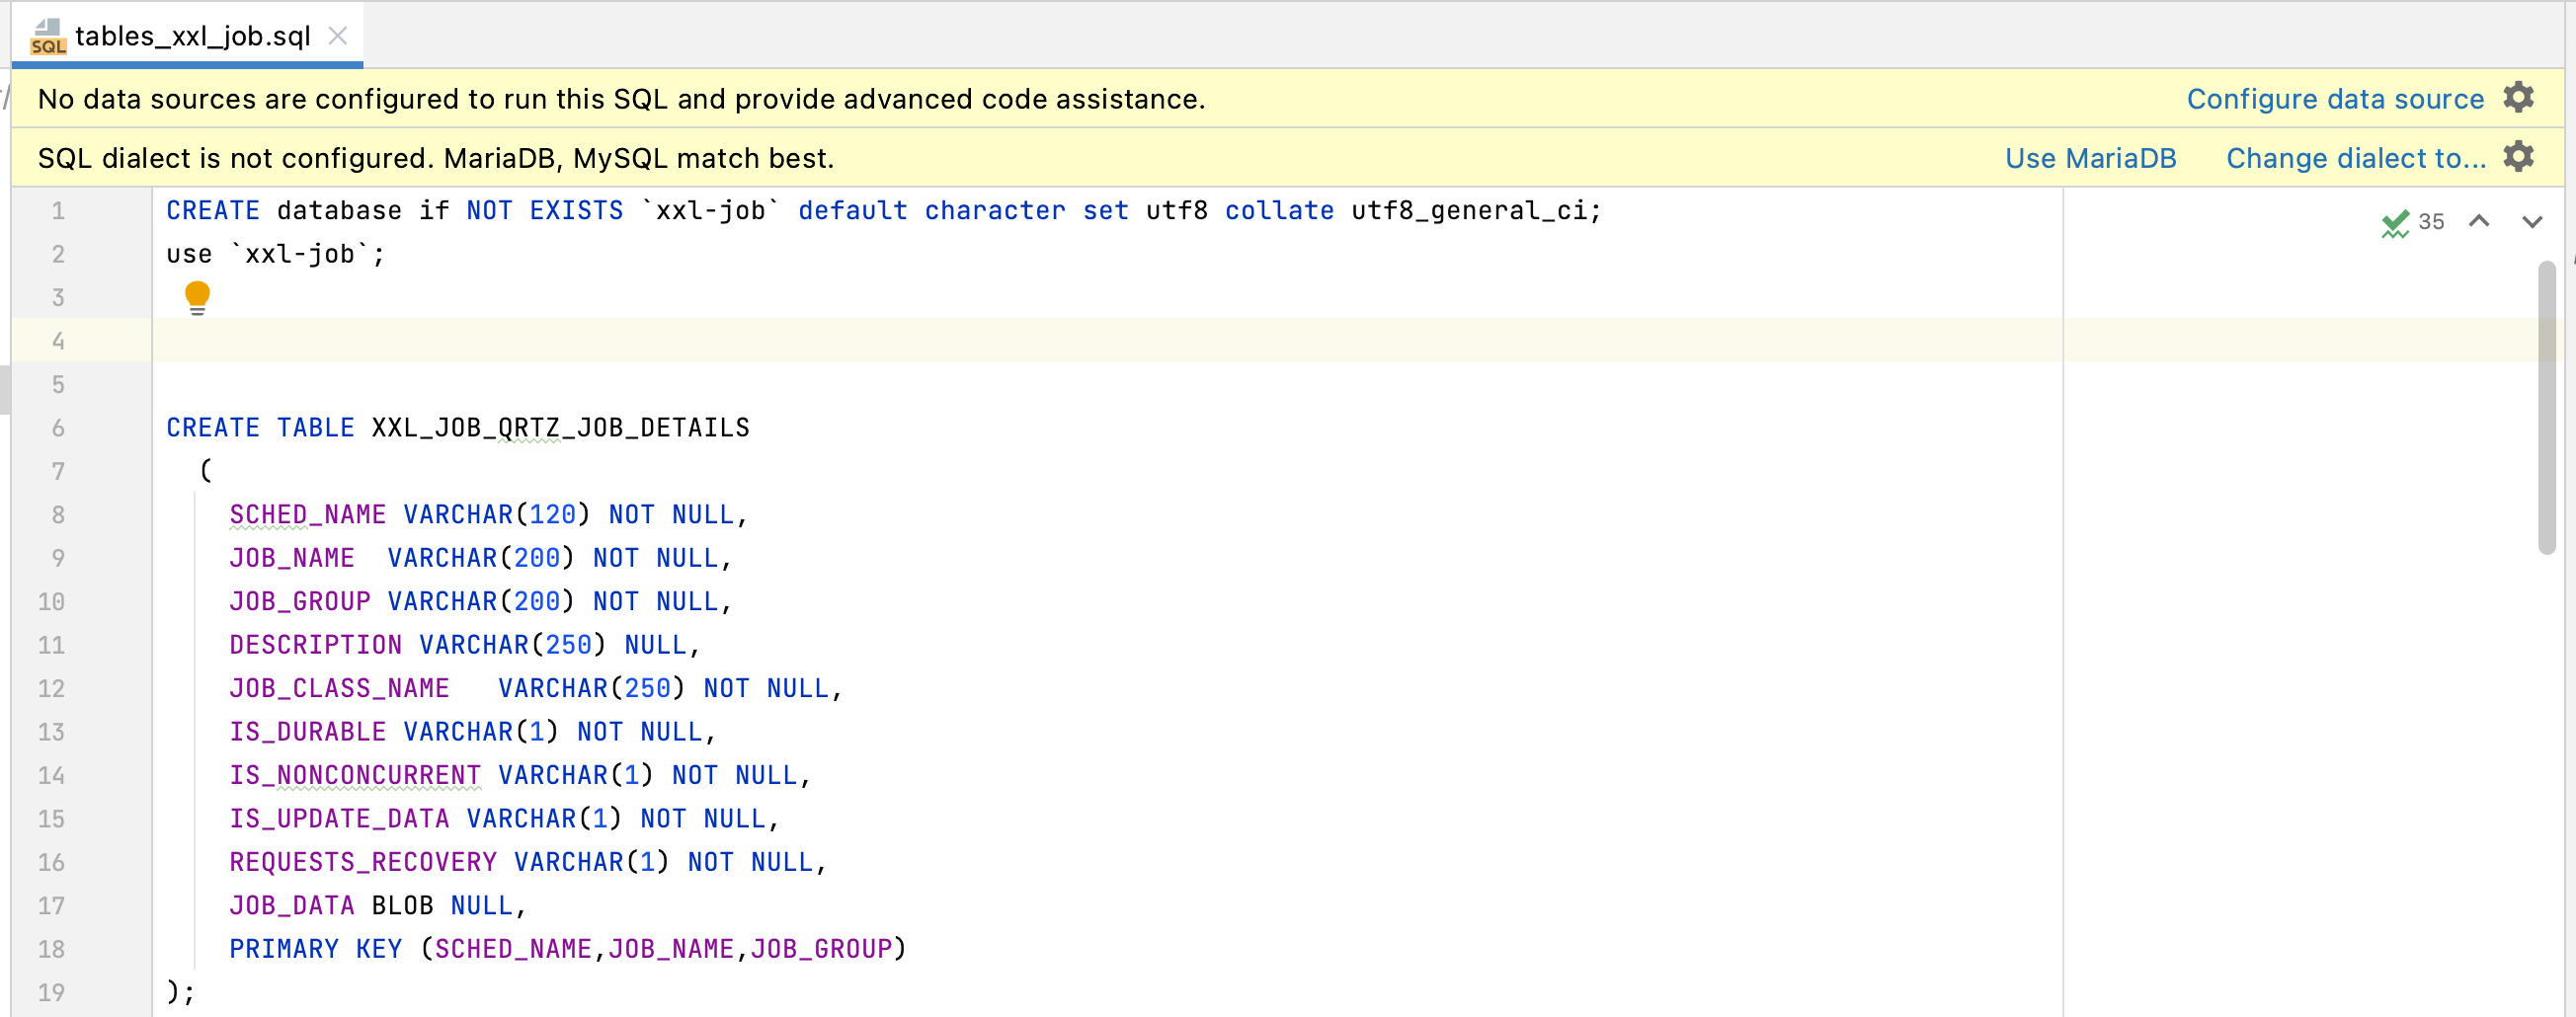 SQL tables_xxl_job.sql
No data sources are configured to run this SQL and provide advanced code assistance. Configure data source
SQL dialect is not configured. MariaDB, MySQL match best. Use MariaDB Change dialect to...
1 CREATE database if NOT EXISTS `xxl-job` default character set utf8 collate utf8_general_ci;
35
2 use `xxl-job`;
3
4
5
6 CREATE TABLE XXL_JOB_QRTZ_JOB_DETAILS
7 (
8 SCHED_NAME VARCHAR(120) NOT NULL,
9 JOB_NAME  VARCHAR(200) NOT NULL,
10 JOB_GROUP VARCHAR(200) NOT NULL,
11 DESCRIPTION VARCHAR(250) NULL,
12 JOB_CLASS_NAME   VARCHAR(250) NOT NULL,
13 IS_DURABLE VARCHAR(1) NOT NULL,
14 IS_NONCONCURRENT VARCHAR(1) NOT NULL,
15 IS_UPDATE_DATA VARCHAR(1) NOT NULL,
16 REQUESTS_RECOVERY VARCHAR(1) NOT NULL,
17 JOB_DATA BLOB NULL,
18 PRIMARY KEY (SCHED_NAME,JOB_NAME,JOB_GROUP)
19 );